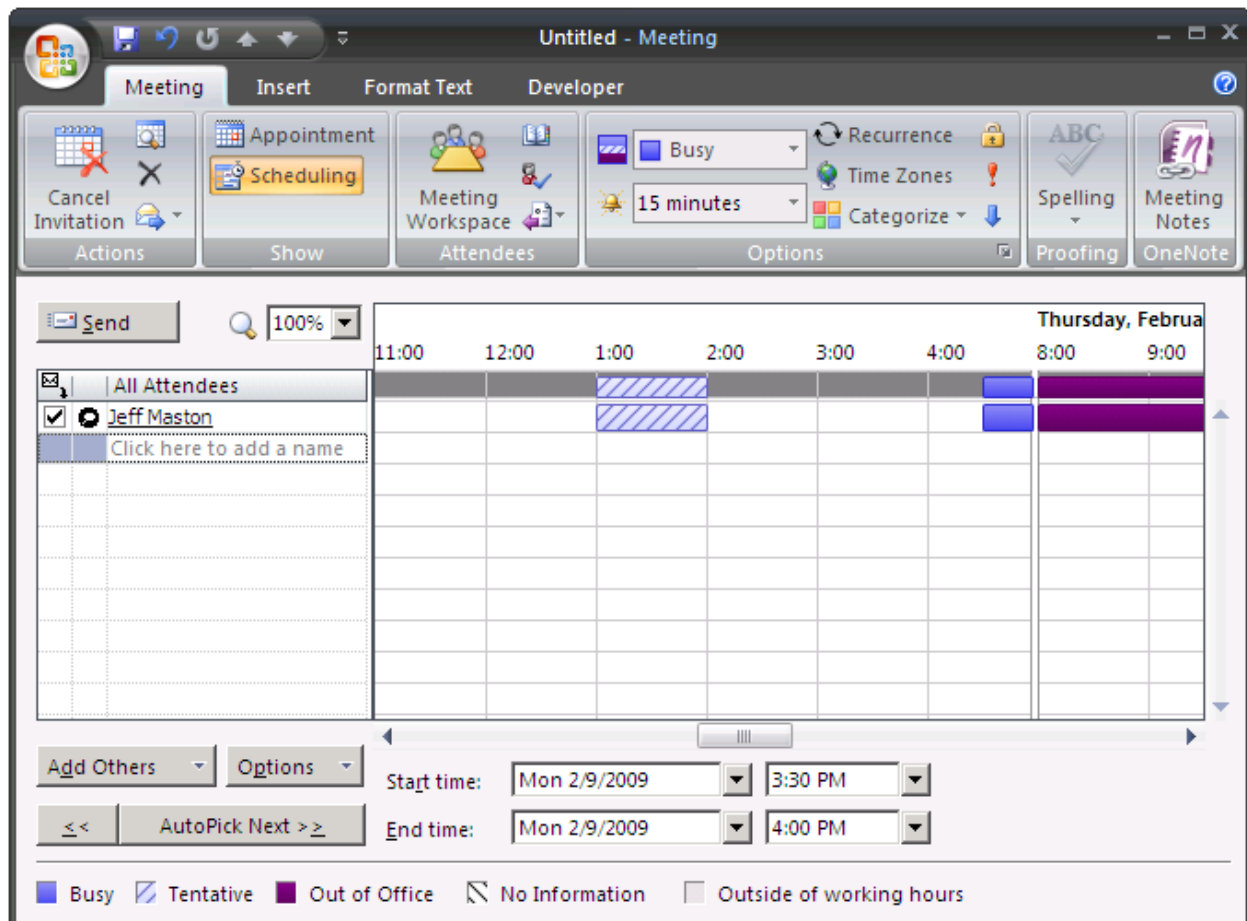 Untitled - Meeting
Meeting Insert Format Text Developer
Cancel Invitation
Actions
Appointment
Scheduling
Show
Meeting Workspace
Attendees
Busy
15 minutes
Recurrence
Time Zones
Categorize
Options
ABC
Spelling
Proofing
Meeting Notes
OneNote
Send 100%
Thursday, Februa
11:00 12:00 1:00 2:00 3:00 4:00 8:00 9:00
All Attendees
Jeff Maston
Click here to add a name
Add Others Options
<< AutoPick Next >>
Start time: Mon 2/9/2009 3:30 PM
End time: Mon 2/9/2009 4:00 PM
Busy Tentative Out of Office No Information Outside of working hours